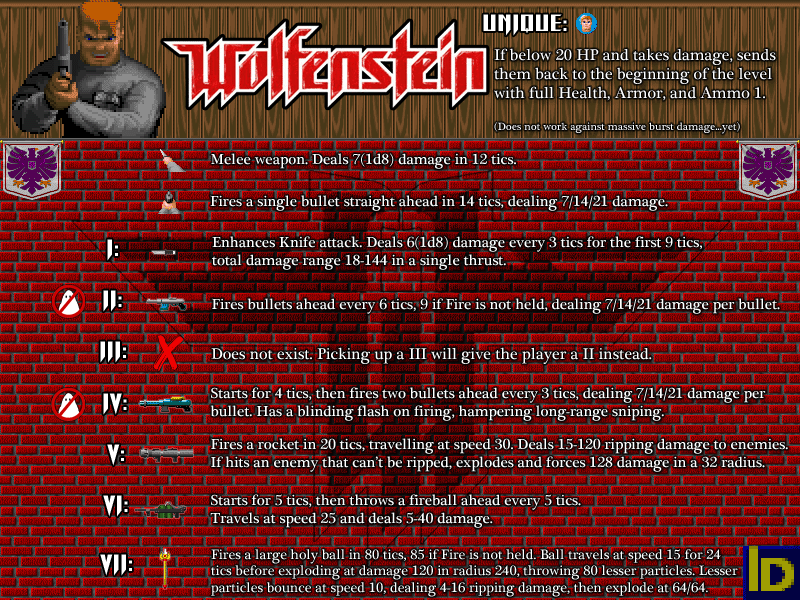 Wolfenstein
UNIQUE:
If below 20 HP and takes damage, sends
them back to the beginning of the level
with full Health, Armor, and Ammo 1.
(Does not work against massive burst damage...yet)
Melee weapon. Deals 7(1d8) damage in 12 tics.
Fires a single bullet straight ahead in 14 tics, dealing 7/14/21 damage.
I:
Enhances Knife attack. Deals 6(1d8) damage every 3 tics for the first 9 tics,
total damage range 18-144 in a single thrust.
II:
Fires bullets ahead every 6 tics, 9 if Fire is not held, dealing 7/14/21 damage per bullet.
III:
Does not exist. Picking up a III will give the player a II instead.
IV:
Starts for 4 tics, then fires two bullets ahead every 3 tics, dealing 7/14/21 damage per
bullet. Has a blinding flash on firing, hampering long-range sniping.
V:
Fires a rocket in 20 tics, travelling at speed 30. Deals 15-120 ripping damage to enemies.
If hits an enemy that can't be ripped, explodes and forces 128 damage in a 32 radius.
VI:
Starts for 5 tics, then throws a fireball ahead every 5 tics.
Travels at speed 25 and deals 5-40 damage.
VII:
Fires a large holy ball in 80 tics, 85 if Fire is not held. Ball travels at speed 15 for 24
tics before exploding at damage 120 in radius 240, throwing 80 lesser particles. Lesser
particles bounce at speed 10, dealing 4-16 ripping damage, then explode at 64/64.
ID